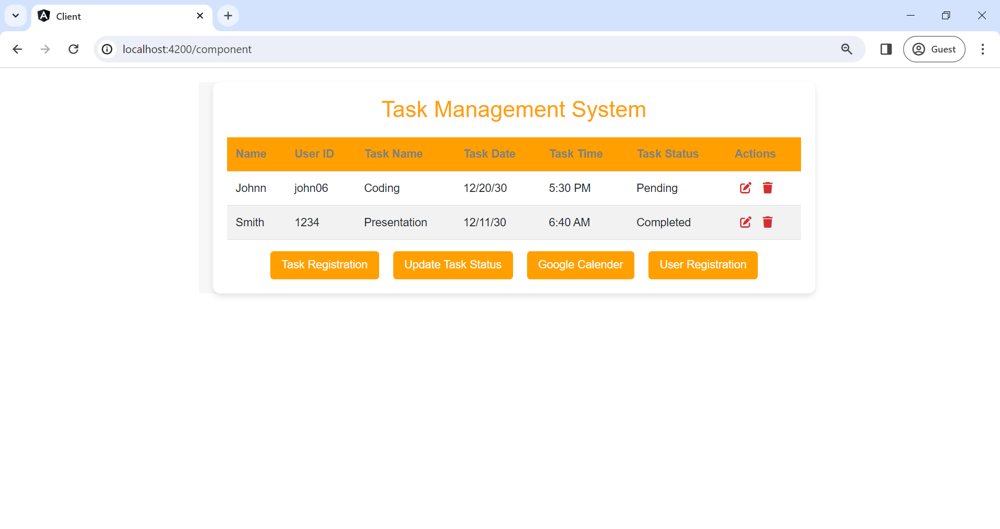 Client
localhost:4200/component
Guest
Task Management System
Name User ID Task Name Task Date Task Time Task Status Actions
Johnn john06 Coding 12/20/30 5:30 PM Pending
Smith 1234 Presentation 12/11/30 6:40 AM Completed
Task Registration Update Task Status Google Calender User Registration